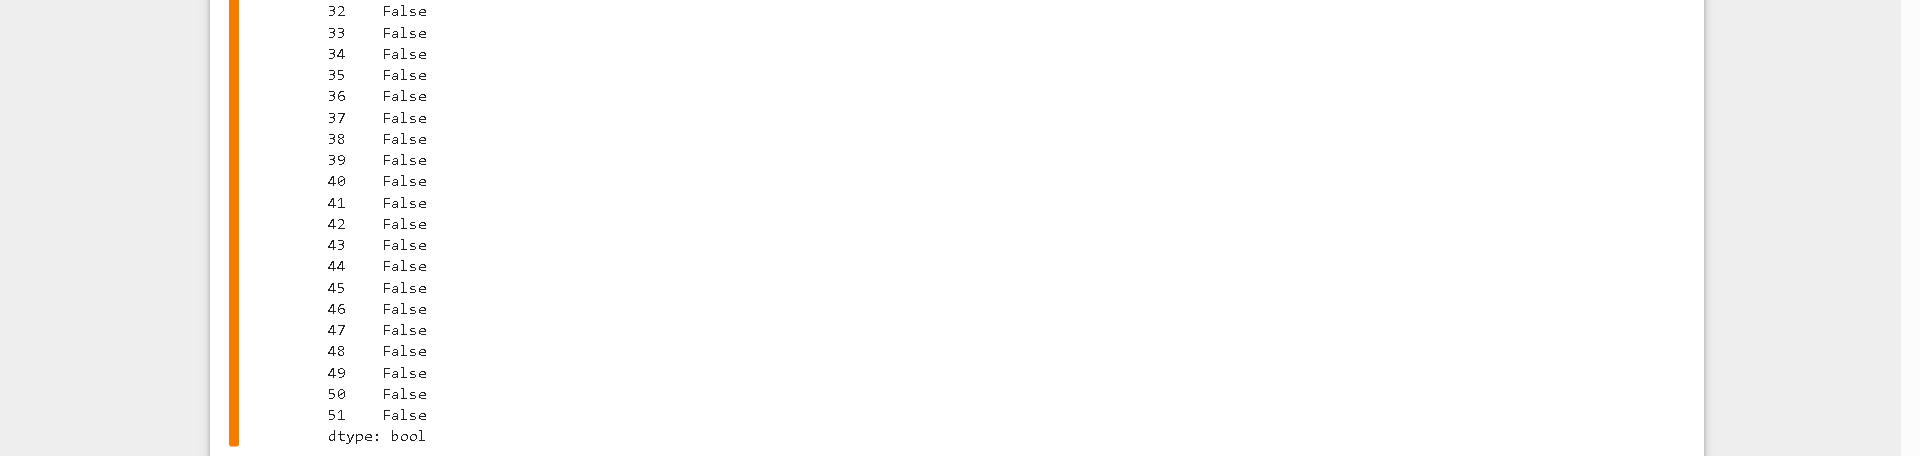 32    False
33    False
34    False
35    False
36    False
37    False
38    False
39    False
40    False
41    False
42    False
43    False
44    False
45    False
46    False
47    False
48    False
49    False
50    False
51    False
dtype: bool